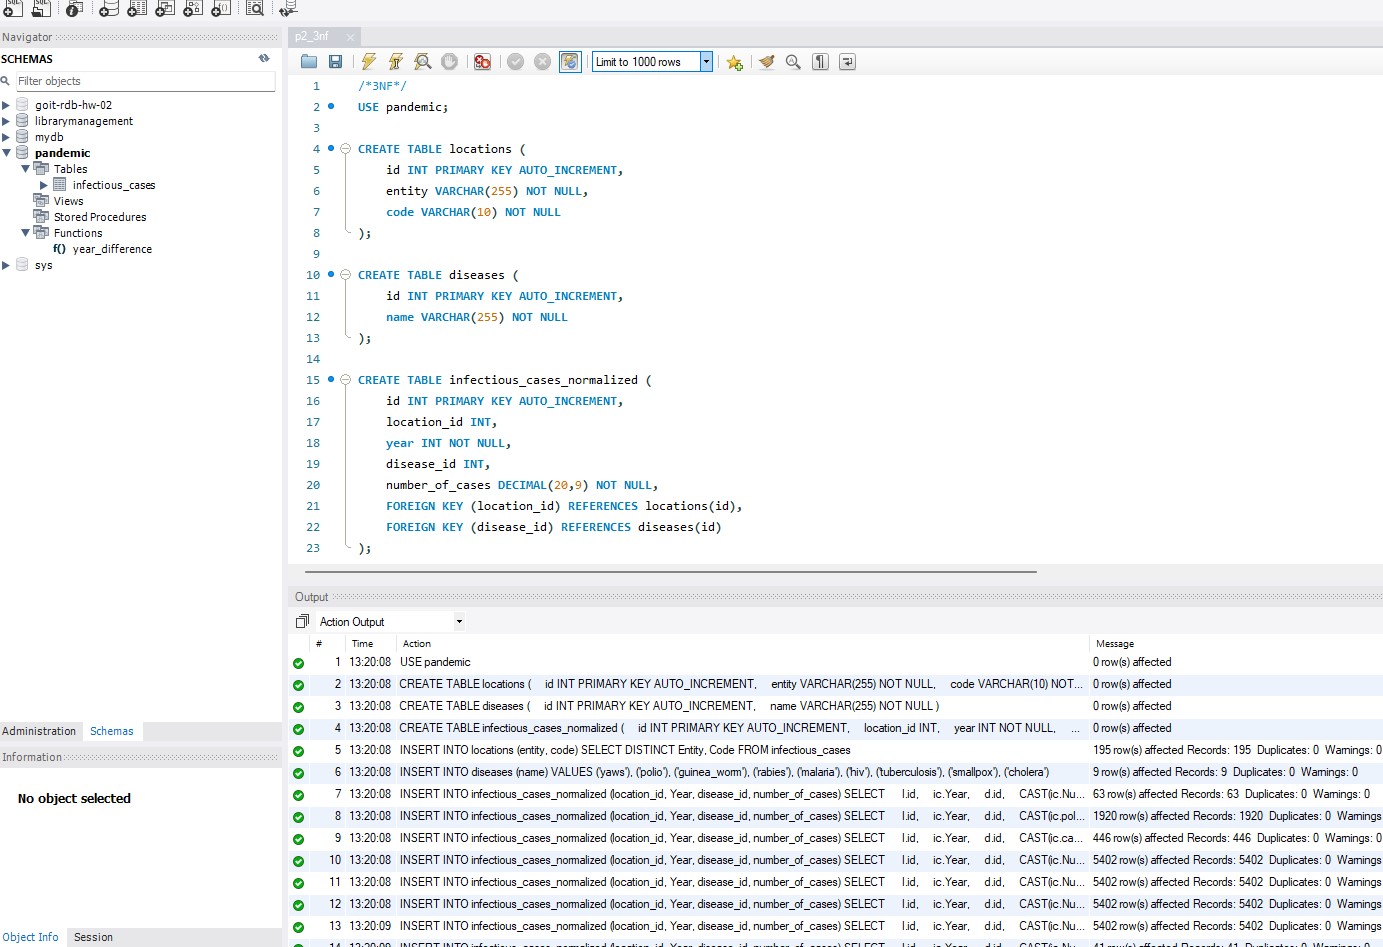 p2_3nf
Navigator
SCHEMAS
Filter objects
goit-rdb-hw-02
librarymanagement
mydb
pandemic
Tables
infectious_cases
Views
Stored Procedures
Functions
f() year_difference
sys
Administration Schemas
Information
No object selected
Object Info Session
Limit to 1000 rows
1 /*3NF*/
2 USE pandemic;
3
4 CREATE TABLE locations (
5 id INT PRIMARY KEY AUTO_INCREMENT,
6 entity VARCHAR(255) NOT NULL,
7 code VARCHAR(10) NOT NULL
8 );
9
10 CREATE TABLE diseases (
11 id INT PRIMARY KEY AUTO_INCREMENT,
12 name VARCHAR(255) NOT NULL
13 );
14
15 CREATE TABLE infectious_cases_normalized (
16 id INT PRIMARY KEY AUTO_INCREMENT,
17 location_id INT,
18 year INT NOT NULL,
19 disease_id INT,
20 number_of_cases DECIMAL(20,9) NOT NULL,
21 FOREIGN KEY (location_id) REFERENCES locations(id),
22 FOREIGN KEY (disease_id) REFERENCES diseases(id)
23 );
Output
Action Output
# Time Action Message
1 13:20:08 USE pandemic 0 row(s) affected
2 13:20:08 CREATE TABLE locations ( id INT PRIMARY KEY AUTO_INCREMENT, entity VARCHAR(255) NOT NULL, code VARCHAR(10) NOT... 0 row(s) affected
3 13:20:08 CREATE TABLE diseases ( id INT PRIMARY KEY AUTO_INCREMENT, name VARCHAR(255) NOT NULL ) 0 row(s) affected
4 13:20:08 CREATE TABLE infectious_cases_normalized ( id INT PRIMARY KEY AUTO_INCREMENT, location_id INT, year INT NOT NULL, ... 0 row(s) affected
5 13:20:08 INSERT INTO locations (entity, code) SELECT DISTINCT Entity, Code FROM infectious_cases 195 row(s) affected Records: 195 Duplicates: 0 Warnings: 0
6 13:20:08 INSERT INTO diseases (name) VALUES ('yaws'), ('polio'), ('guinea_worm'), ('rabies'), ('malaria'), ('hiv'), ('tuberculosis'), ('smallpox'), ('cholera') 9 row(s) affected Records: 9 Duplicates: 0 Warnings: 0
7 13:20:08 INSERT INTO infectious_cases_normalized (location_id, Year, disease_id, number_of_cases) SELECT l.id, ic.Year, d.id, CAST(ic.Nu... 63 row(s) affected Records: 63 Duplicates: 0 Warnings: 0
8 13:20:08 INSERT INTO infectious_cases_normalized (location_id, Year, disease_id, number_of_cases) SELECT l.id, ic.Year, d.id, CAST(ic.pol... 1920 row(s) affected Records: 1920 Duplicates: 0 Warnings
9 13:20:08 INSERT INTO infectious_cases_normalized (location_id, Year, disease_id, number_of_cases) SELECT l.id, ic.Year, d.id, CAST(ic.ca... 446 row(s) affected Records: 446 Duplicates: 0 Warnings: 0
10 13:20:08 INSERT INTO infectious_cases_normalized (location_id, Year, disease_id, number_of_cases) SELECT l.id, ic.Year, d.id, CAST(ic.Nu... 5402 row(s) affected Records: 5402 Duplicates: 0 Warnings
11 13:20:08 INSERT INTO infectious_cases_normalized (location_id, Year, disease_id, number_of_cases) SELECT l.id, ic.Year, d.id, CAST(ic.Nu... 5402 row(s) affected Records: 5402 Duplicates: 0 Warnings
12 13:20:08 INSERT INTO infectious_cases_normalized (location_id, Year, disease_id, number_of_cases) SELECT l.id, ic.Year, d.id, CAST(ic.Nu... 5402 row(s) affected Records: 5402 Duplicates: 0 Warnings
13 13:20:09 INSERT INTO infectious_cases_normalized (location_id, Year, disease_id, number_of_cases) SELECT l.id, ic.Year, d.id, CAST(ic.Nu... 5402 row(s) affected Records: 5402 Duplicates: 0 Warnings